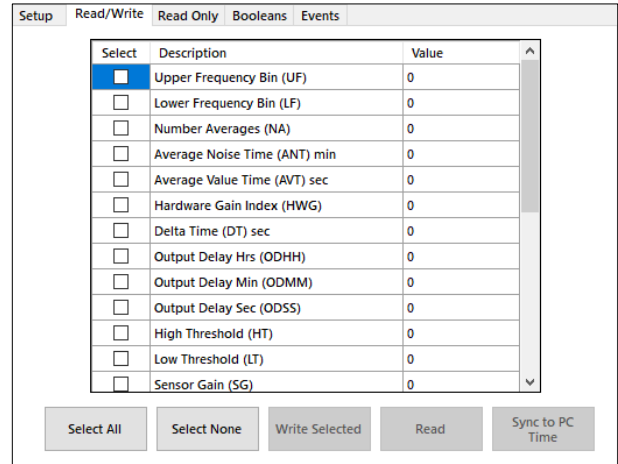 Setup Read/Write Read Only Booleans Events
Select Description Value
Upper Frequency Bin (UF) 0
Lower Frequency Bin (LF) 0
Number Averages (NA) 0
Average Noise Time (ANT) min 0
Average Value Time (AVT) sec 0
Hardware Gain Index (HWG) 0
Delta Time (DT) sec 0
Output Delay Hrs (ODHH) 0
Output Delay Min (ODMM) 0
Output Delay Sec (ODSS) 0
High Threshold (HT) 0
Low Threshold (LT) 0
Sensor Gain (SG) 0
Select All Select None Write Selected Read Sync to PC
Time